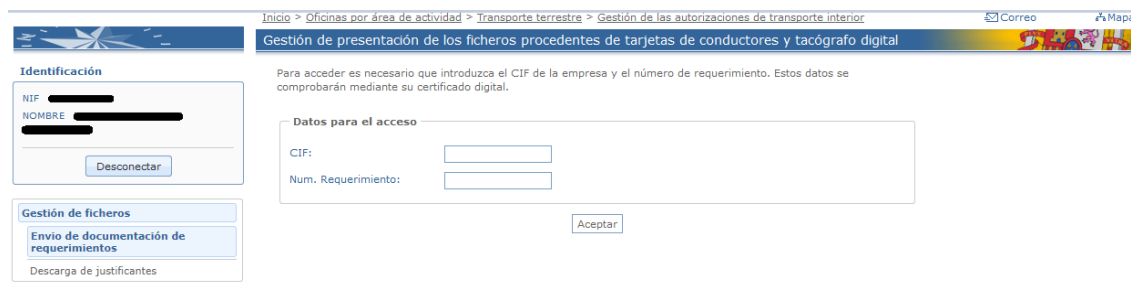 Inicio > Oficinas por área de actividad > Transporte terrestre > Gestión de las autorizaciones de transporte interior
Correo
Mapa
Gestión de presentación de los ficheros procedentes de tarjetas de conductores y tacógrafo digital
Identificación
NIF
NOMBRE
Desconectar
Gestión de ficheros
Envio de documentación de
requerimientos
Descarga de justificantes
Para acceder es necesario que introduzca el CIF de la empresa y el número de requerimiento. Estos datos se
comprobarán mediante su certificado digital.
Datos para el acceso
CIF:
Num. Requerimiento:
Aceptar